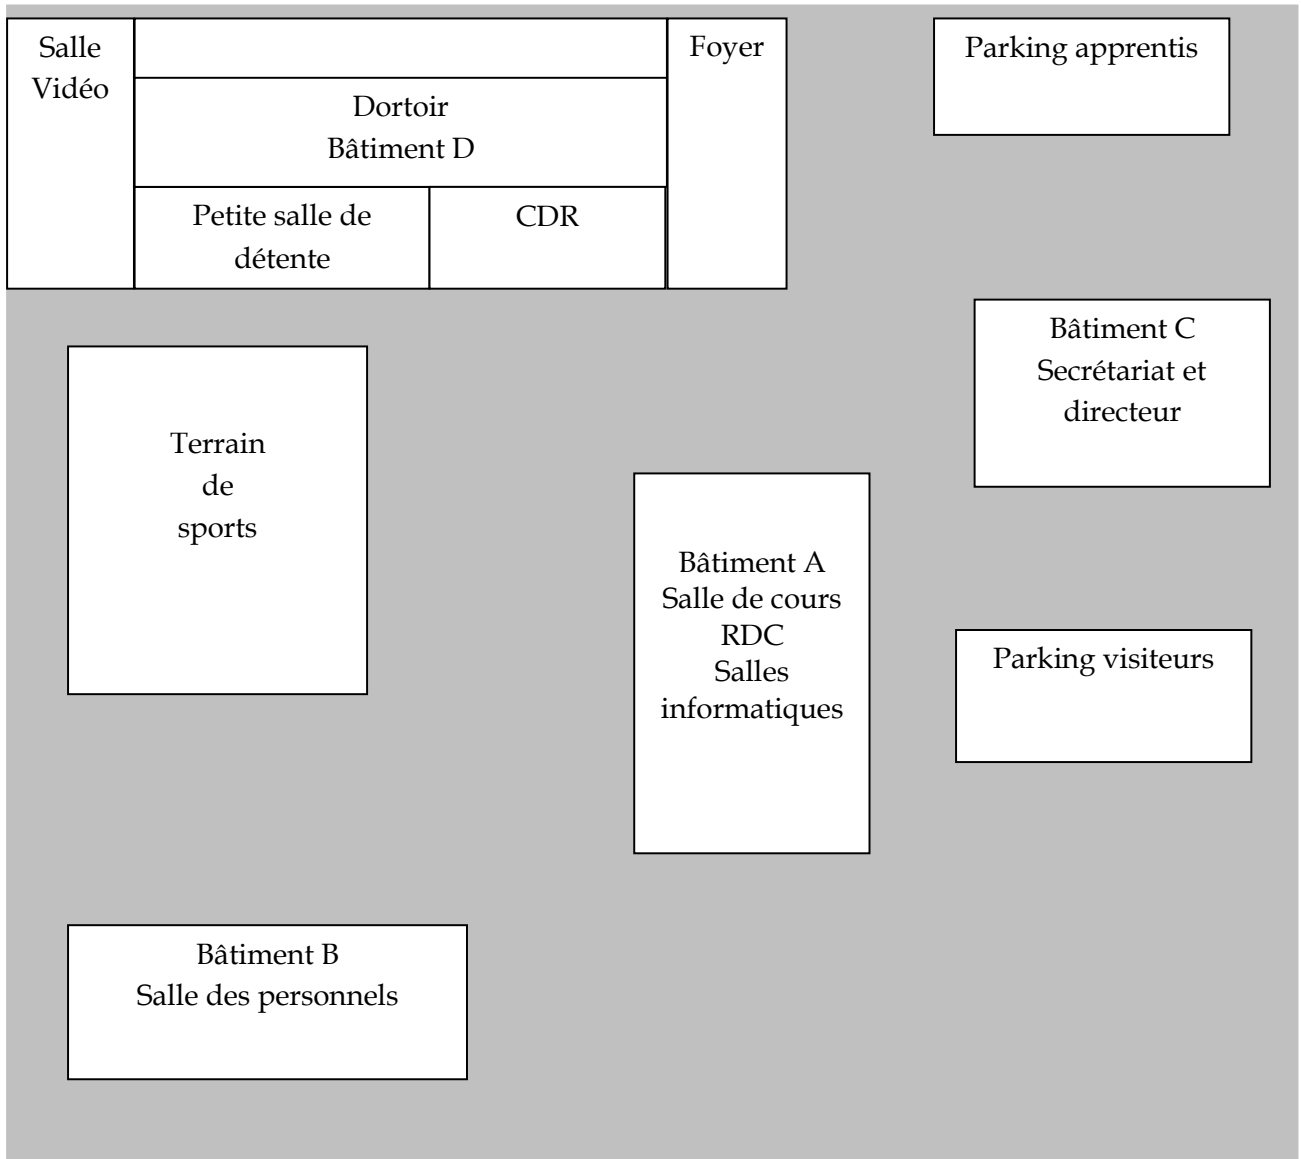 Salle
Vidéo
Foyer
Parking apprentis
Dortoir
Bâtiment D
Petite salle de
détente
CDR
Bâtiment C
Secrétariat et
directeur
Terrain
de
sports
Bâtiment A
Salle de cours
RDC
Salles
informatiques
Parking visiteurs
Bâtiment B
Salle des personnels